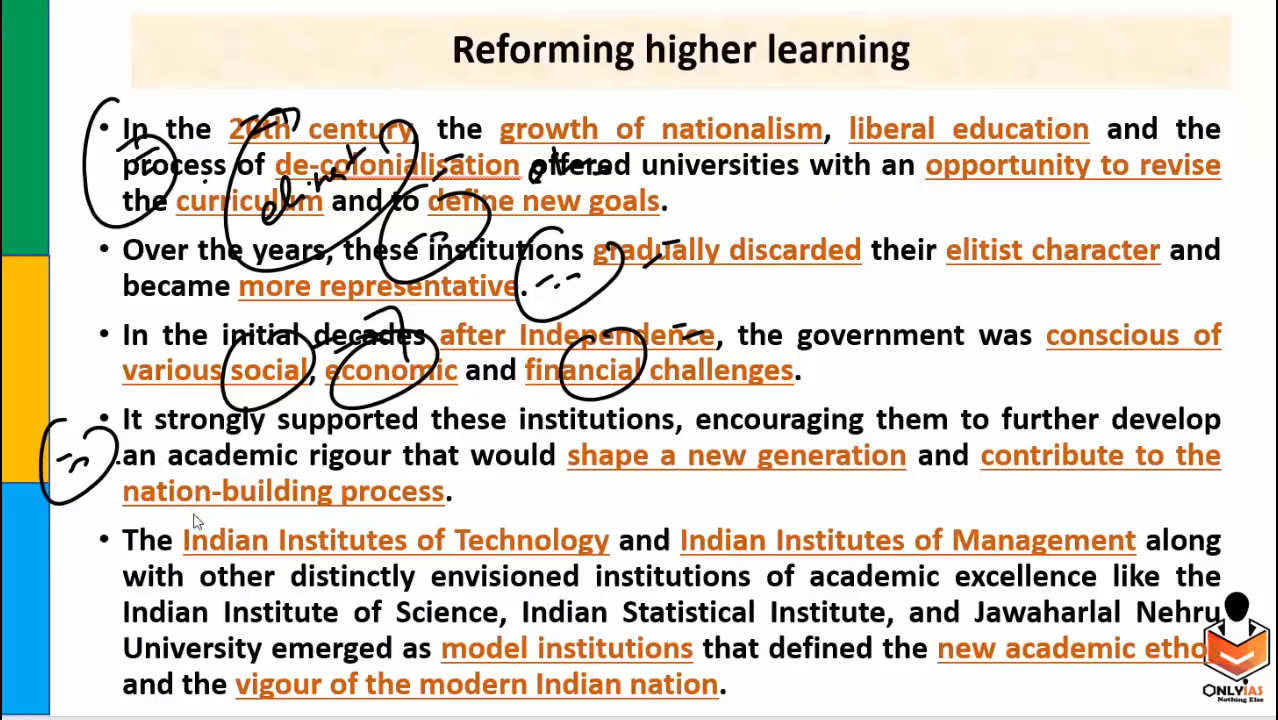 Reforming higher learning
• In the 20th century, the growth of nationalism, liberal education and the
process of de-colonialisation offered universities with an opportunity to revise
the curriculum and to define new goals.
• Over the years, these institutions gradually discarded their elitist character and
became more representative.
• In the initial decades after Independence, the government was conscious of
various social, economic and financial challenges.
• It strongly supported these institutions, encouraging them to further develop
an academic rigour that would shape a new generation and contribute to the
nation-building process.
• The Indian Institutes of Technology and Indian Institutes of Management along
with other distinctly envisioned institutions of academic excellence like the
Indian Institute of Science, Indian Statistical Institute, and Jawaharlal Nehru
University emerged as model institutions that defined the new academic etho
and the vigour of the modern Indian nation.
ONLYIAS
Nothing Else